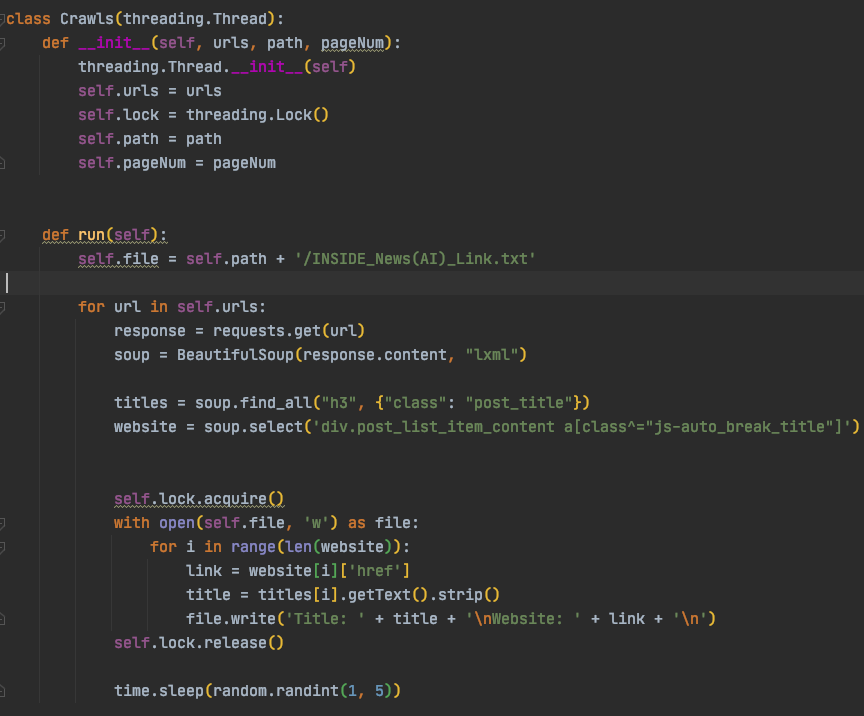 class Crawls(threading.Thread):
    def __init__(self, urls, path, pageNum):
        threading.Thread.__init__(self)
        self.urls = urls
        self.lock = threading.Lock()
        self.path = path
        self.pageNum = pageNum
    def run(self):
        self.file = self.path + '/INSIDE_News(AI)_Link.txt'
        for url in self.urls:
            response = requests.get(url)
            soup = BeautifulSoup(response.content, "lxml")
            titles = soup.find_all("h3", {"class": "post_title"})
            website = soup.select('div.post_list_item_content a[class^="js-auto_break_title"]')
            self.lock.acquire()
            with open(self.file, 'w') as file:
                for i in range(len(website)):
                    link = website[i]['href']
                    title = titles[i].getText().strip()
                    file.write('Title: ' + title + '\nWebsite: ' + link + '\n')
            self.lock.release()
            time.sleep(random.randint(1, 5))